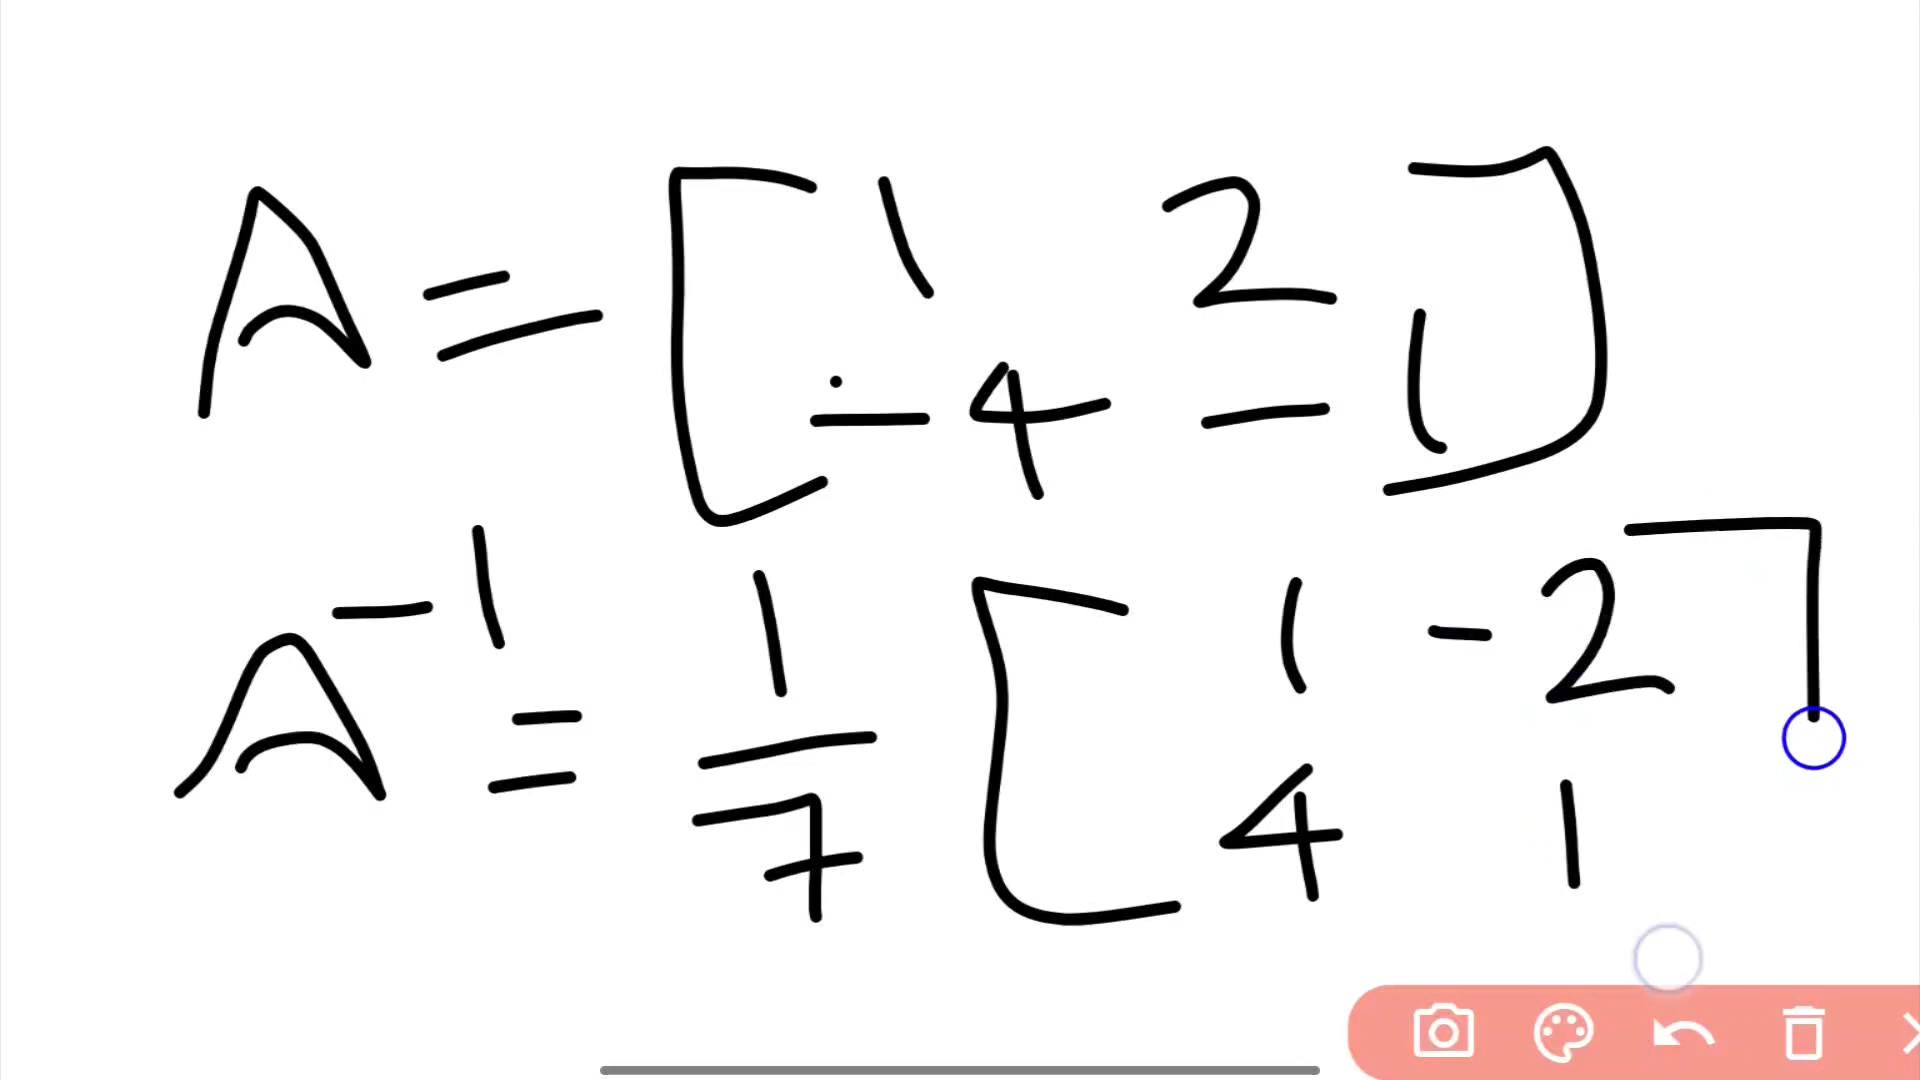 A = [ 1 2
-4 -1 ]
A^-1 = 1/7 [ 1 -2
4 1